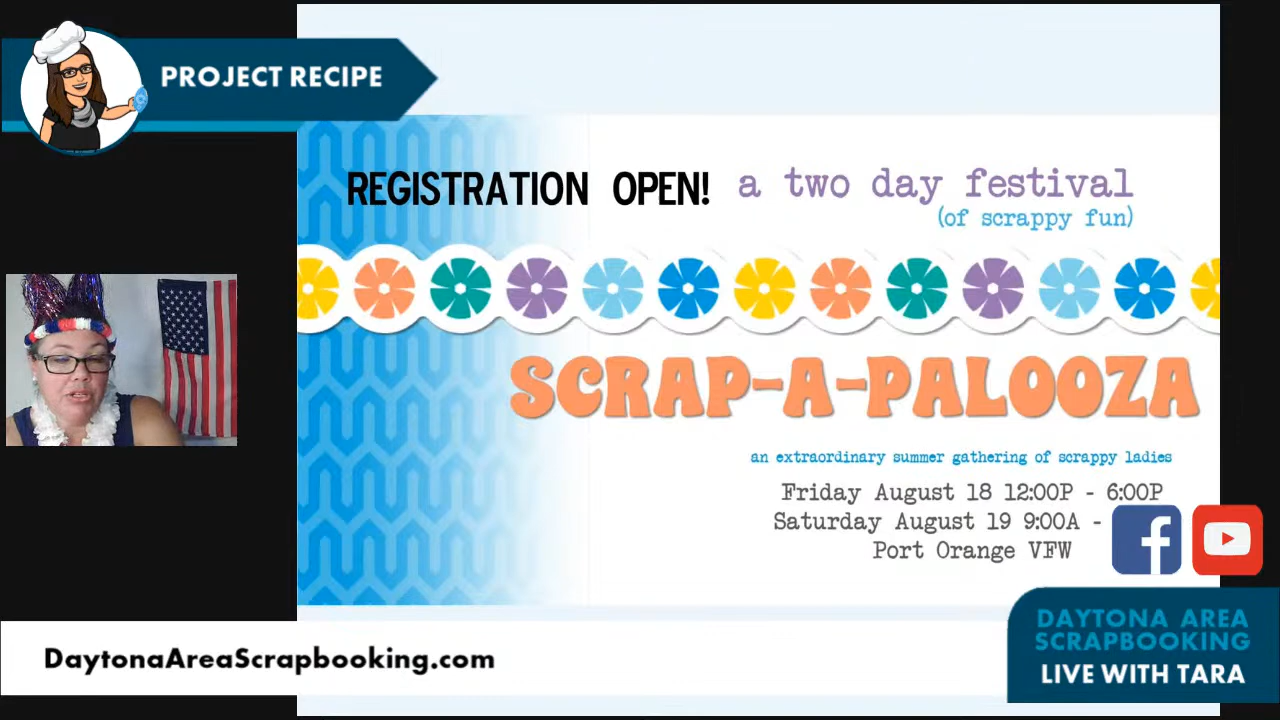 PROJECT RECIPE
REGISTRATION OPEN!
a two day festival
(of scrappy fun)
SCRAP-A-PALOOZA
an extraordinary summer gathering of scrappy ladies
Friday August 18 12:00P - 6:00P
Saturday August 19 9:00A -
Port Orange VFW
DAYTONA AREA
SCRAPBOOKING
LIVE WITH TARA
DaytonaAreaScrapbooking.com